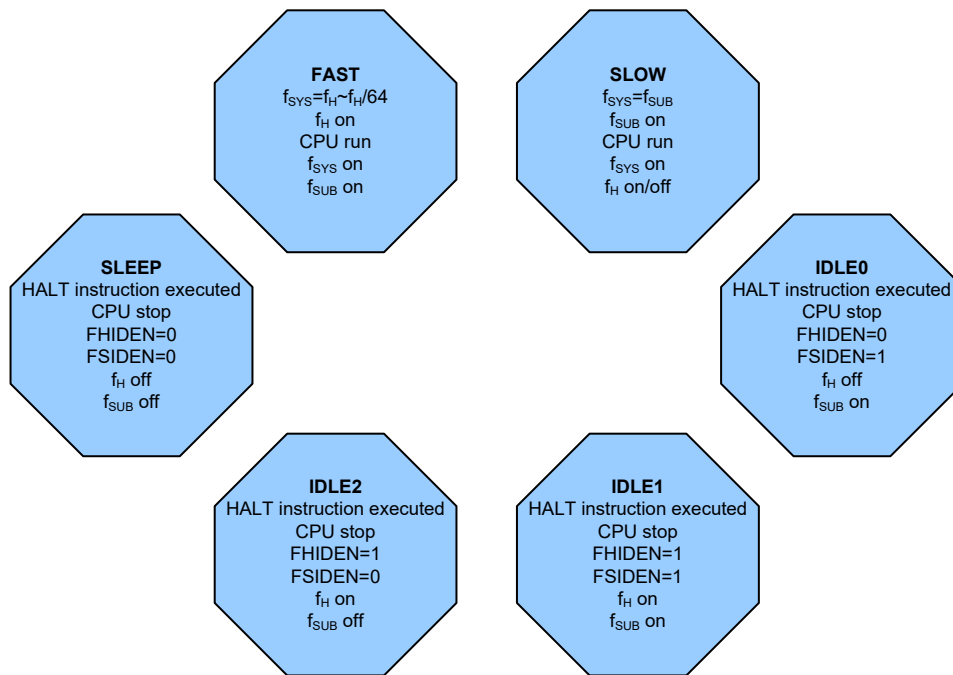 FAST
fSYS=fH~fH/64
fH on
CPU run
fSYS on
fSUB on
SLOW
fSYS=fSUB
fSUB on
CPU run
fSYS on
fH on/off
SLEEP
HALT instruction executed
CPU stop
FHIDEN=0
FSIDEN=0
fH off
fSUB off
IDLE0
HALT instruction executed
CPU stop
FHIDEN=0
FSIDEN=1
fH off
fSUB on
IDLE2
HALT instruction executed
CPU stop
FHIDEN=1
FSIDEN=0
fH on
fSUB off
IDLE1
HALT instruction executed
CPU stop
FHIDEN=1
FSIDEN=1
fH on
fSUB on